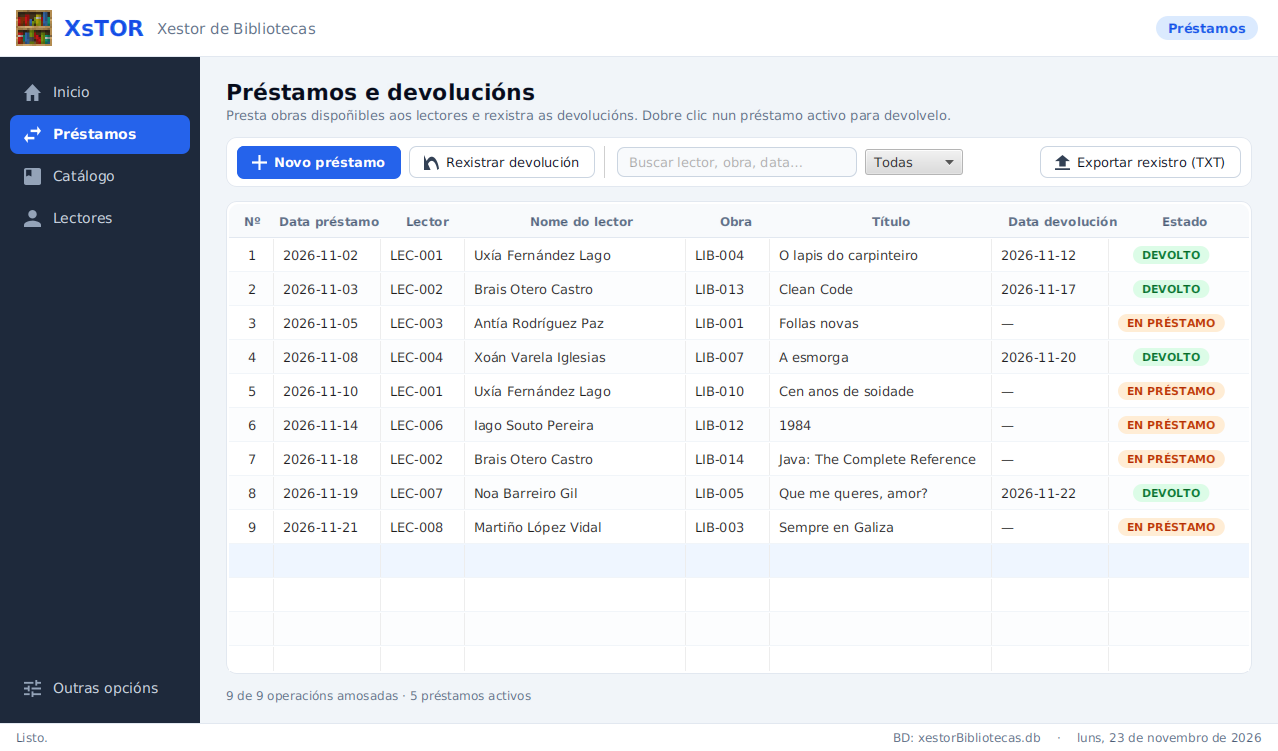 XsTOR Xestor de Bibliotecas Préstamos
Inicio
Préstamos
Catálogo
Lectores
Outras opcións
Préstamos e devolucións
Presta obras dispoñibles aos lectores e rexistra as devolucións. Dobre clic nun préstamo activo para devolvelo.
Novo préstamo Rexistrar devolución Buscar lector, obra, data... Todas Exportar rexistro (TXT)
Nº Data préstamo Lector Nome do lector Obra Título Data devolución Estado
1 2026-11-02 LEC-001 Uxía Fernández Lago LIB-004 O lapis do carpinteiro 2026-11-12 DEVOLTO
2 2026-11-03 LEC-002 Brais Otero Castro LIB-013 Clean Code 2026-11-17 DEVOLTO
3 2026-11-05 LEC-003 Antía Rodríguez Paz LIB-001 Follas novas — EN PRÉSTAMO
4 2026-11-08 LEC-004 Xoán Varela Iglesias LIB-007 A esmorga 2026-11-20 DEVOLTO
5 2026-11-10 LEC-001 Uxía Fernández Lago LIB-010 Cen anos de soidade — EN PRÉSTAMO
6 2026-11-14 LEC-006 Iago Souto Pereira LIB-012 1984 — EN PRÉSTAMO
7 2026-11-18 LEC-002 Brais Otero Castro LIB-014 Java: The Complete Reference — EN PRÉSTAMO
8 2026-11-19 LEC-007 Noa Barreiro Gil LIB-005 Que me queres, amor? 2026-11-22 DEVOLTO
9 2026-11-21 LEC-008 Martiño López Vidal LIB-003 Sempre en Galiza — EN PRÉSTAMO
9 de 9 operacións amosadas · 5 préstamos activos
Listo. BD: xestorBibliotecas.db · luns, 23 de novembro de 2026